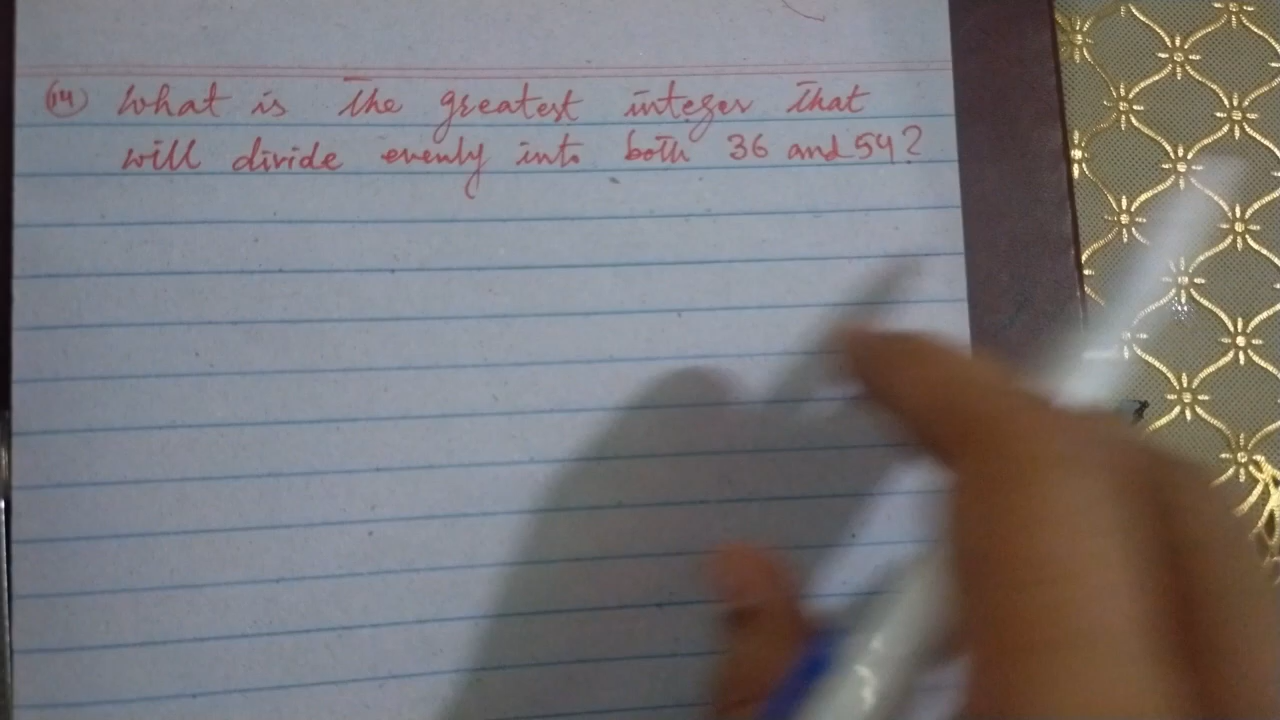 (14) What is the greatest integer that
will divide evenly into both 36 and 54?